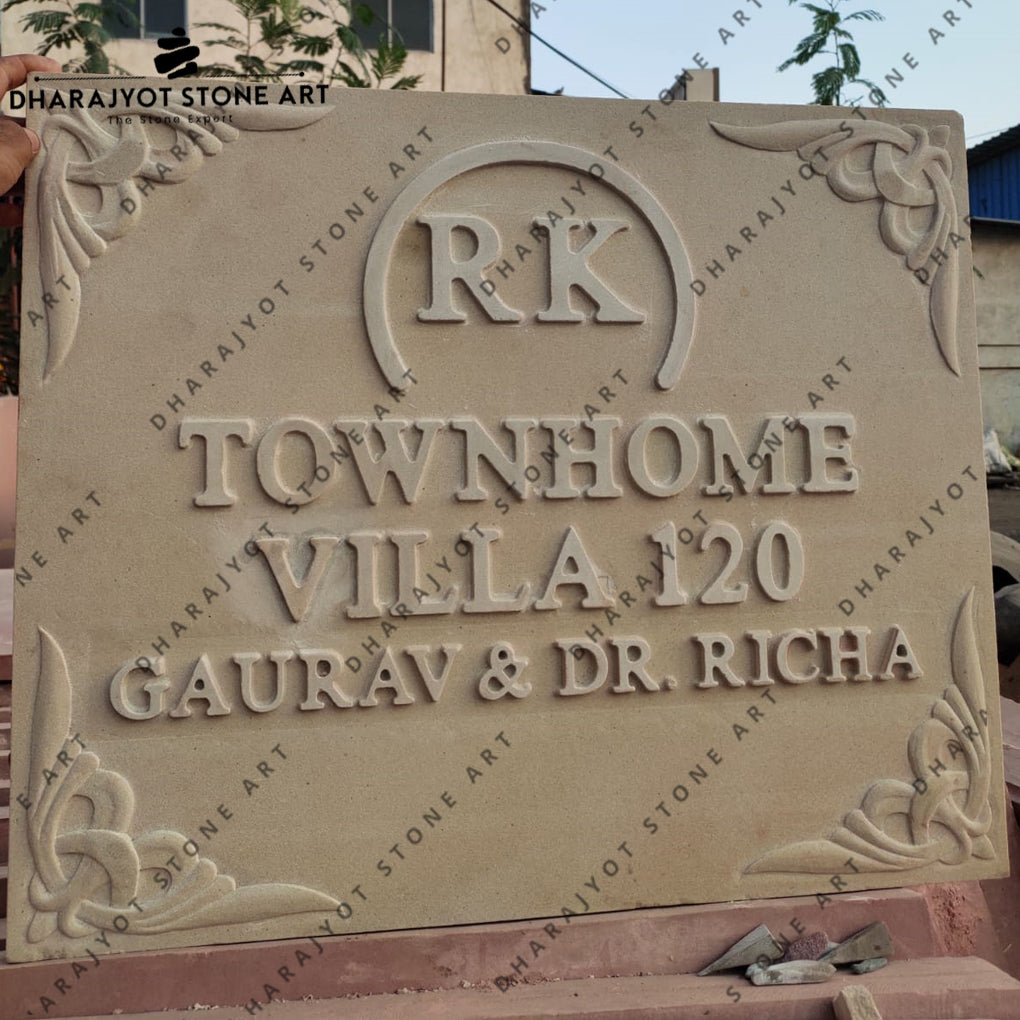 DHARAJYOT STONE ART
The Stone Expert
RK
TOWNHOME
VILLA 120
GAURAV & DR. RICHA